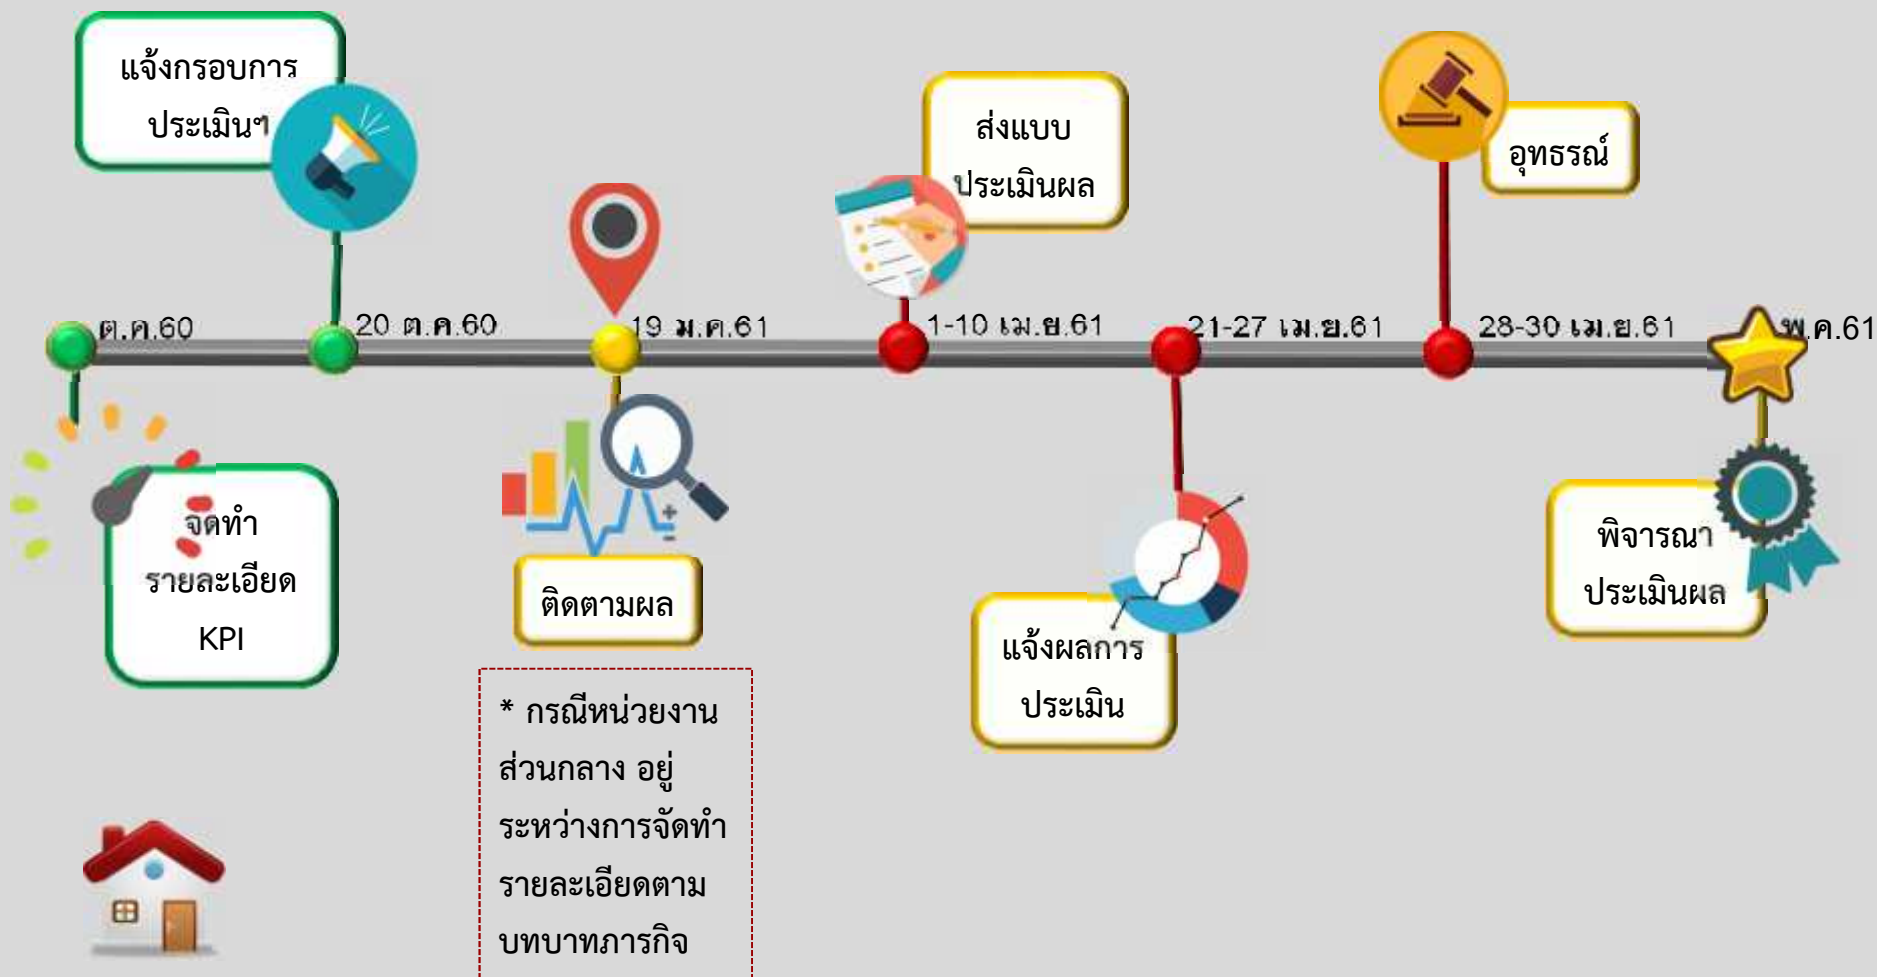 แจ้งกรอบการ
ประเมินฯ
ส่งแบบ
ประเมินผล
อุทธรณ์
ต.ค.60
20 ต.ค.60
19 ม.ค.61
1-10 เม.ย.61
21-27 เม.ย.61
28-30 เม.ย.61
พ.ค.61
จัดทำ
รายละเอียด
KPI
ติดตามผล
แจ้งผลการ
ประเมิน
พิจารณา
ประเมินผล
* กรณีหน่วยงาน
ส่วนกลาง อยู่
ระหว่างการจัดทำ
รายละเอียดตาม
บทบาทภารกิจ